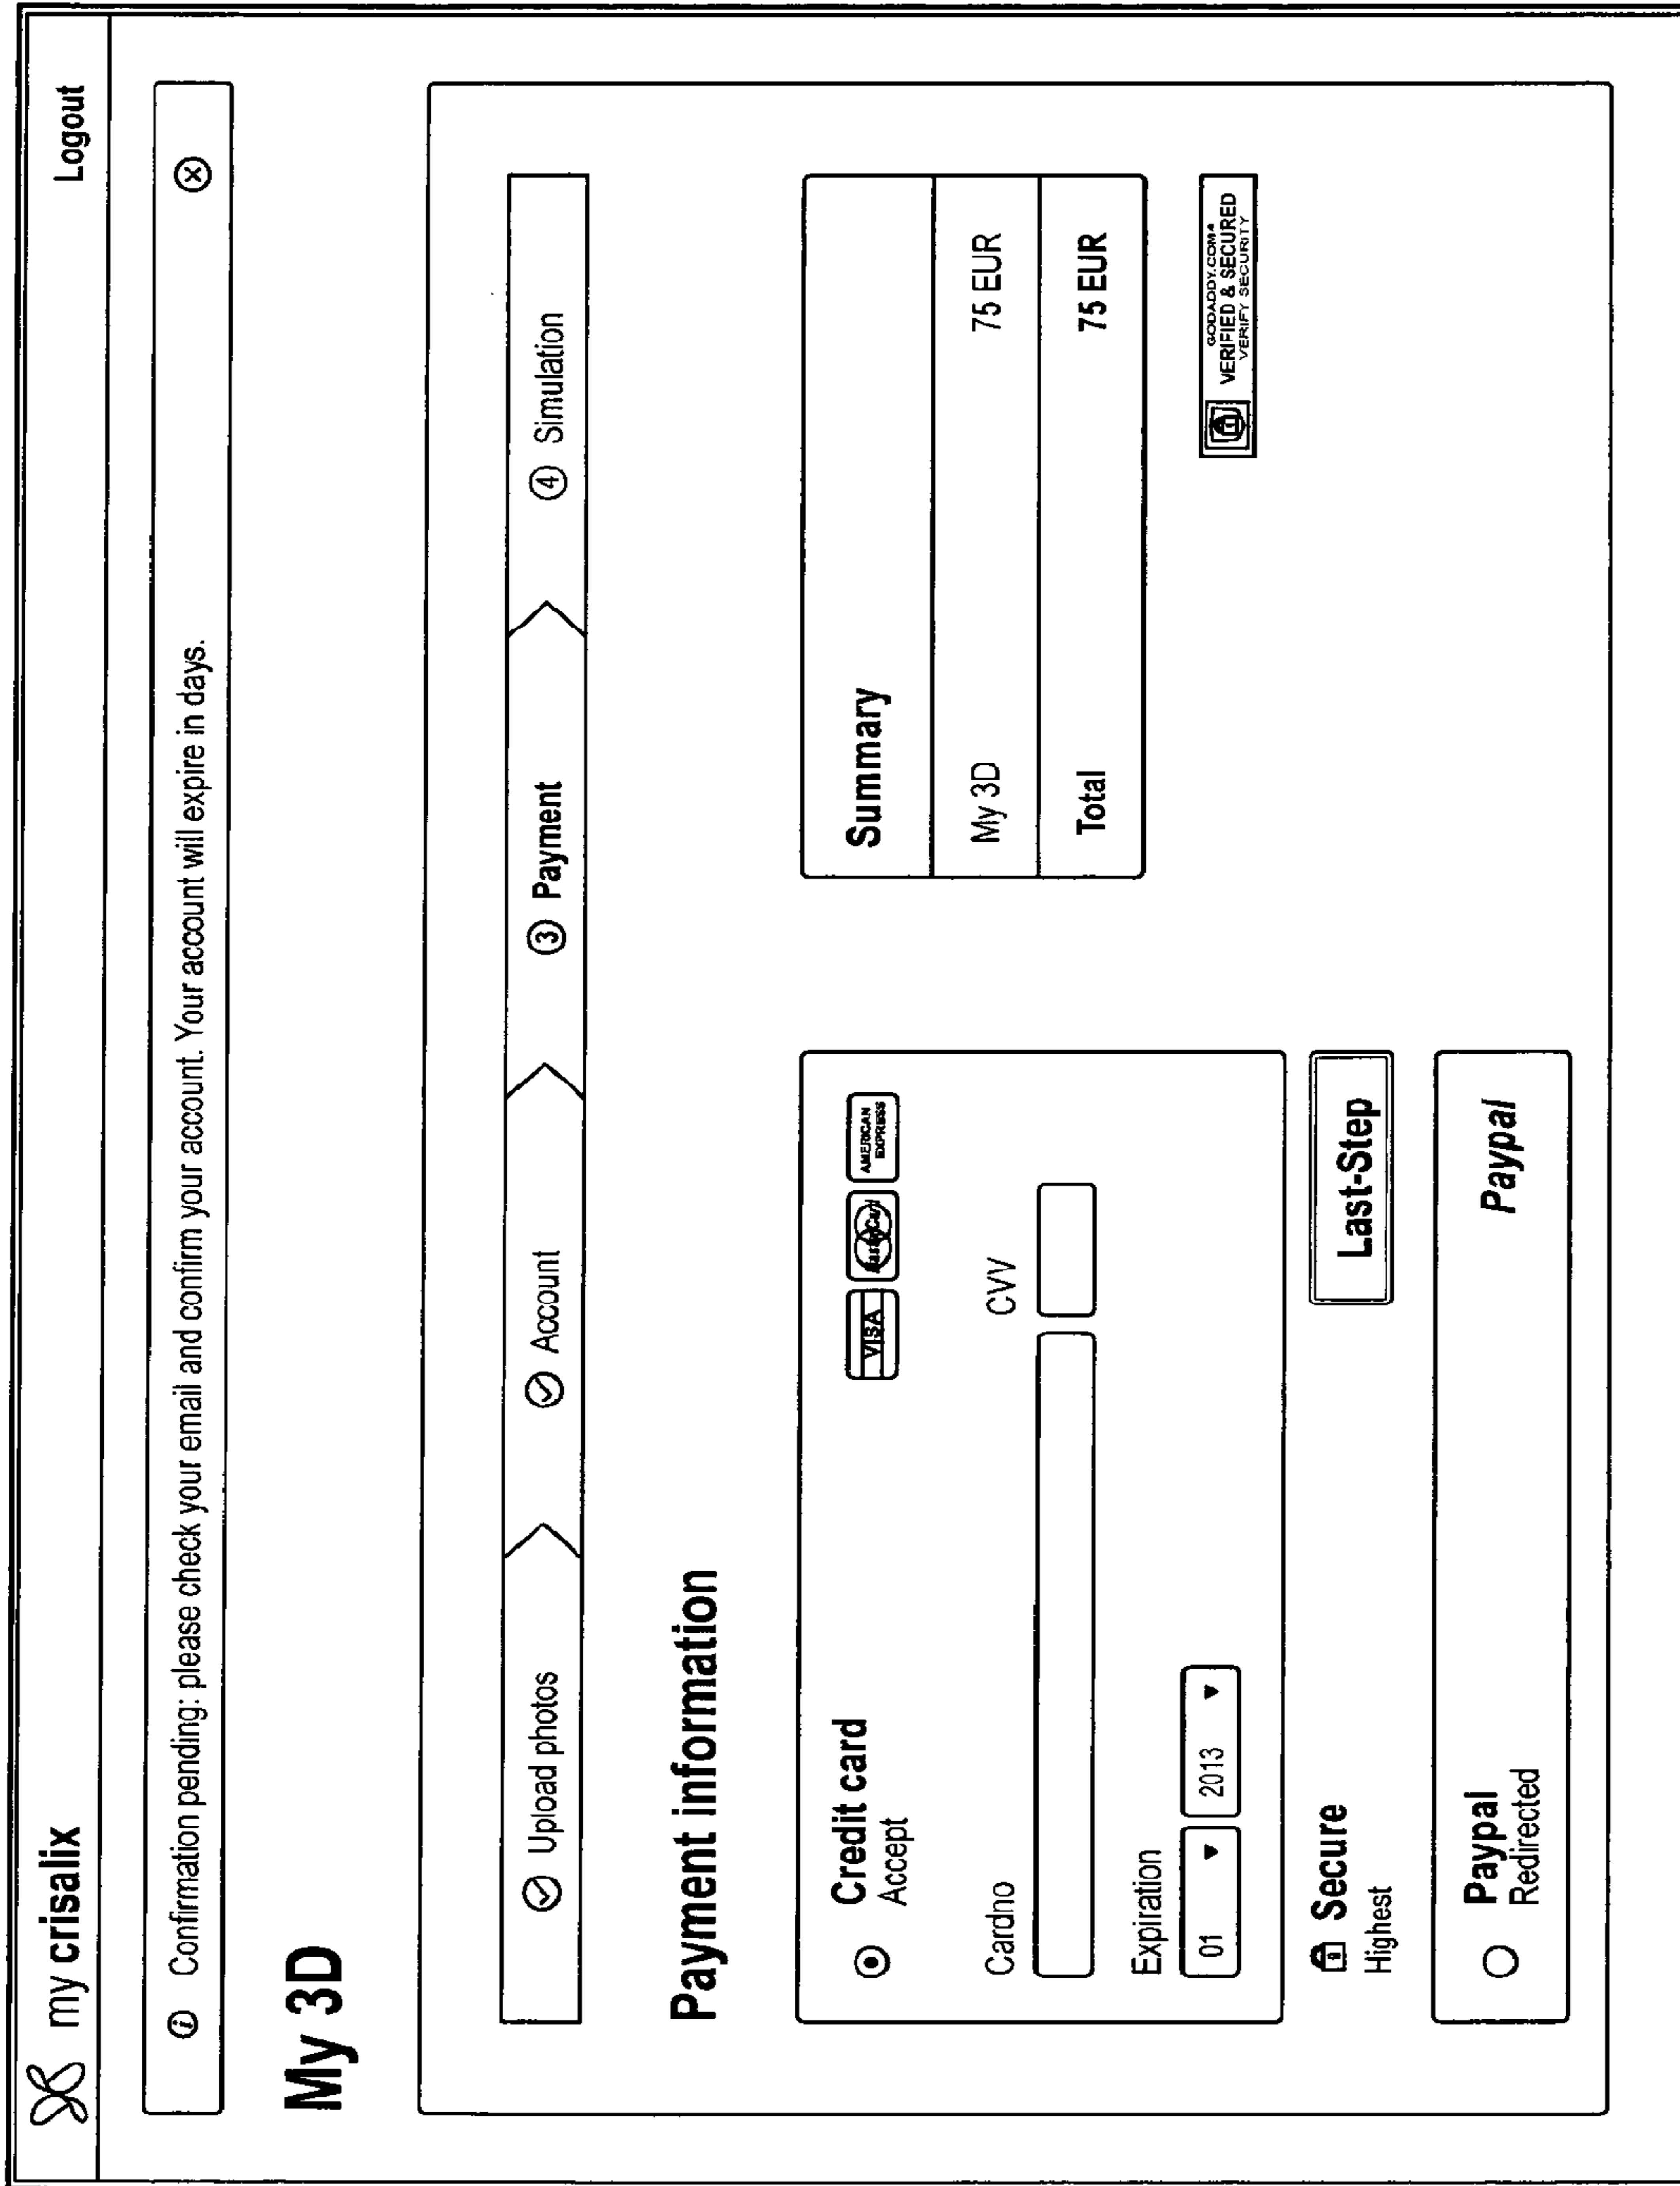 my crisalix
Logout
i Confirmation pending: please check your email and confirm your account. Your account will expire in days.
My 3D
Upload photos
Account
3 Payment
4 Simulation
Payment information
Credit card
Accept
VISA
MasterCard
AMERICAN
EXPRESS
Cardno
CVV
Expiration
01
2013
Secure
Highest
Last-Step
Paypal
Redirected
Paypal
Summary
My 3D 75 EUR
Total 75 EUR
GODADDY.COM
VERIFIED & SECURED
VERIFY SECURITY